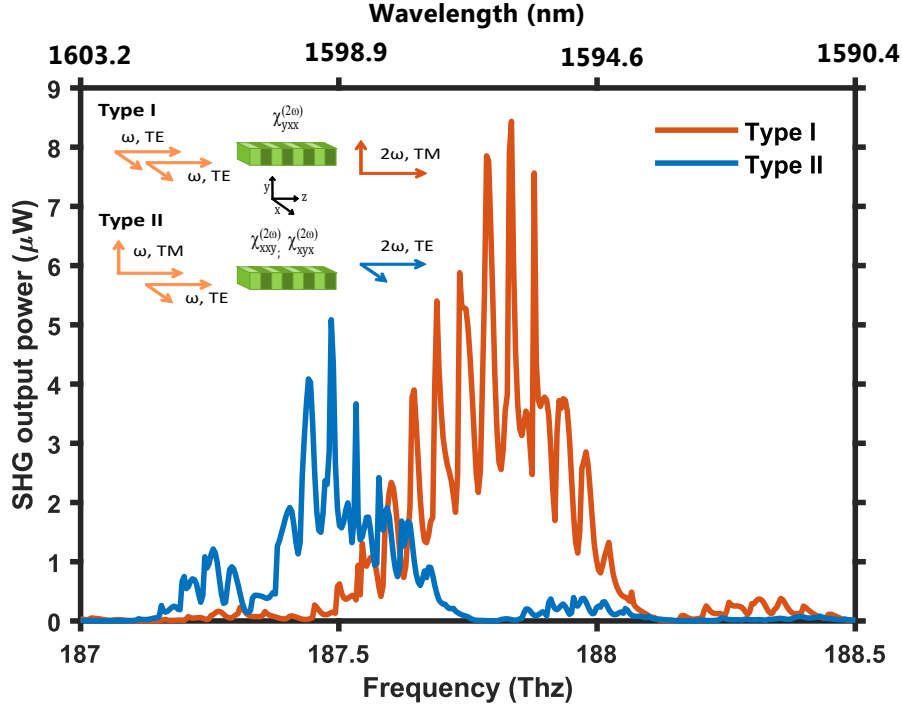 Wavelength (nm)
1603.2 1598.9 1594.6 1590.4
9
8
7
6
5
4
3
2
1
0
SHG output power (μW)
Type I
ω, TE
ω, TE
χ(2ω)yxx
2ω, TM
y
z
x
Type II
ω, TM
ω, TE
χ(2ω)xxy; χ(2ω)xyx
2ω, TE
Type I
Type II
187 187.5 188 188.5
Frequency (Thz)